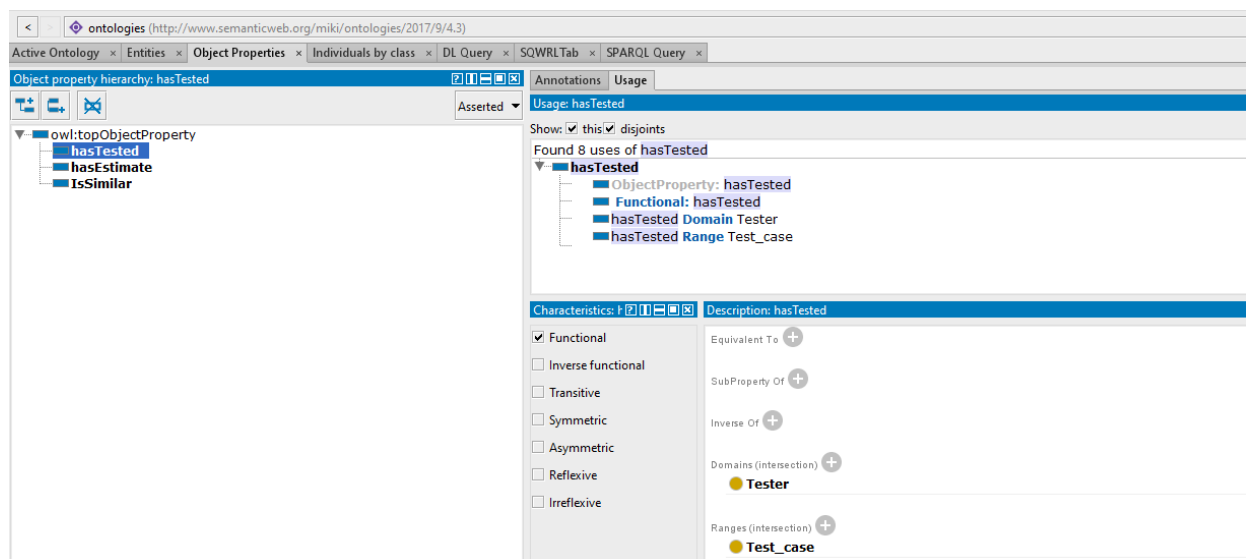 < > ontologies (http://www.semanticweb.org/miki/ontologies/2017/9/4.3)
Active Ontology × Entities × Object Properties × Individuals by class × DL Query × SQWRLTab × SPARQL Query ×
Object property hierarchy: hasTested
Asserted
owl:topObjectProperty
hasTested
hasEstimate
IsSimilar
Annotations Usage
Usage: hasTested
Show: this disjoints
Found 8 uses of hasTested
hasTested
ObjectProperty: hasTested
Functional: hasTested
hasTested Domain Tester
hasTested Range Test_case
Characteristics:
Functional
Inverse functional
Transitive
Symmetric
Asymmetric
Reflexive
Irreflexive
Description: hasTested
Equivalent To
SubProperty Of
Inverse Of
Domains (intersection)
Tester
Ranges (intersection)
Test_case